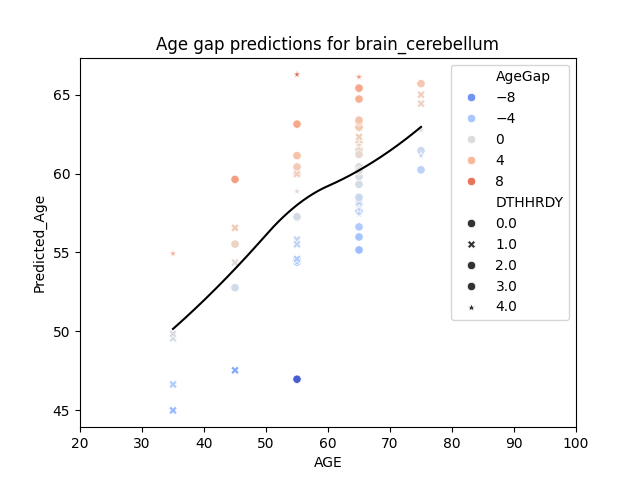 Age gap predictions for brain_cerebellum
AgeGap
−8
−4
0
4
8
DTHHRDY
0.0
1.0
2.0
3.0
4.0
65
60
55
50
45
Predicted_Age
20 30 40 50 60 70 80 90 100
AGE